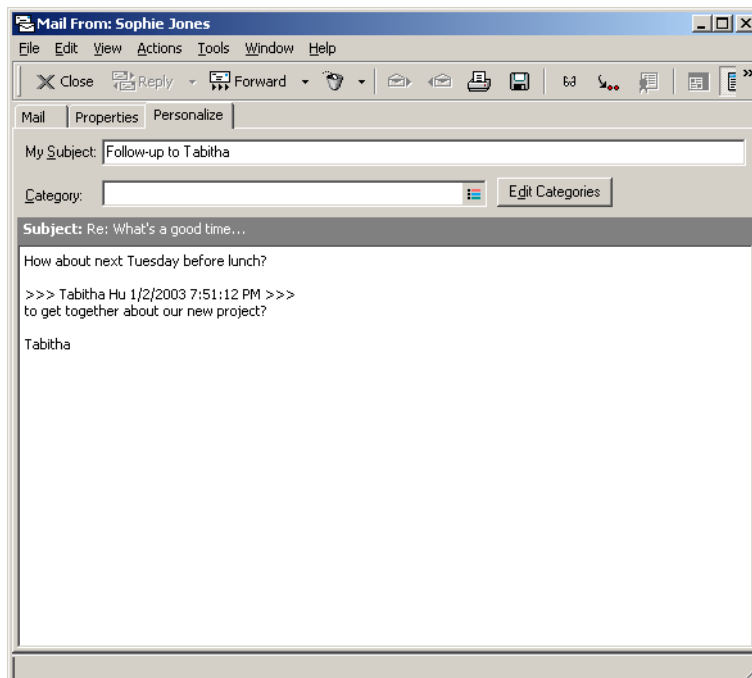 Mail From: Sophie Jones
File Edit View Actions Tools Window Help
Close Reply Forward
Mail Properties Personalize
My Subject: Follow-up to Tabitha
Category: Edit Categories
Subject: Re: What's a good time...
How about next Tuesday before lunch?
>>> Tabitha Hu 1/2/2003 7:51:12 PM >>>
to get together about our new project?
Tabitha